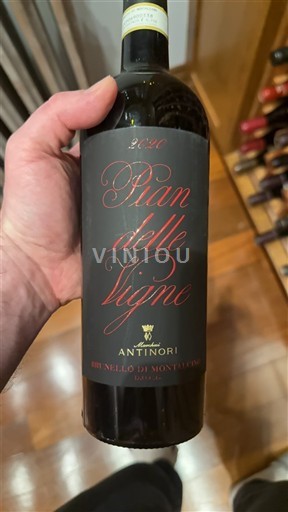 2020
Pian
delle
Vigne
VINIOU
Marchesi
ANTINORI
BRUNELLO DI MONTALCINO
D.O.C.G.